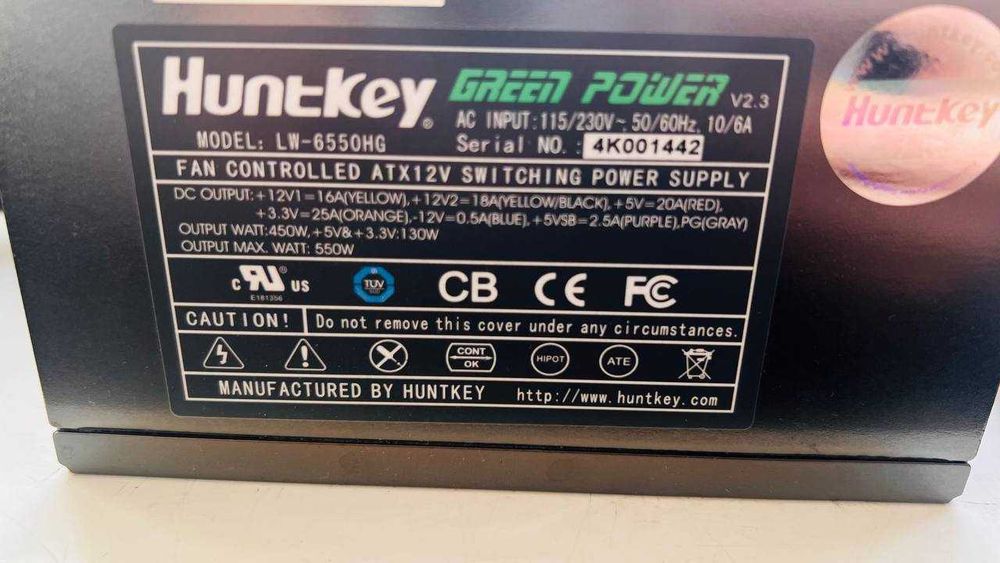 Huntkey® GREEN POWER V2.3
AC INPUT:115/230V~, 50/60Hz, 10/6A
MODEL: LW-6550HG Serial NO.: 4K001442
FAN CONTROLLED ATX12V SWITCHING POWER SUPPLY
DC OUTPUT:+12V1=16A(YELLOW),+12V2=18A(YELLOW/BLACK),+5V=20A(RED),
+3.3V=25A(ORANGE),-12V=0.5A(BLUE),+5VSB=2.5A(PURPLE),PG(GRAY)
OUTPUT WATT:450W,+5V&+3.3V:130W
OUTPUT MAX. WATT: 550W
c RU® US
E181356
TÜV
CB CE FC
CAUTION! Do not remove this cover under any circumstances.
CONT
OK
HIPOT
ATE
MANUFACTURED BY HUNTKEY http://www.huntkey.com
Huntkey